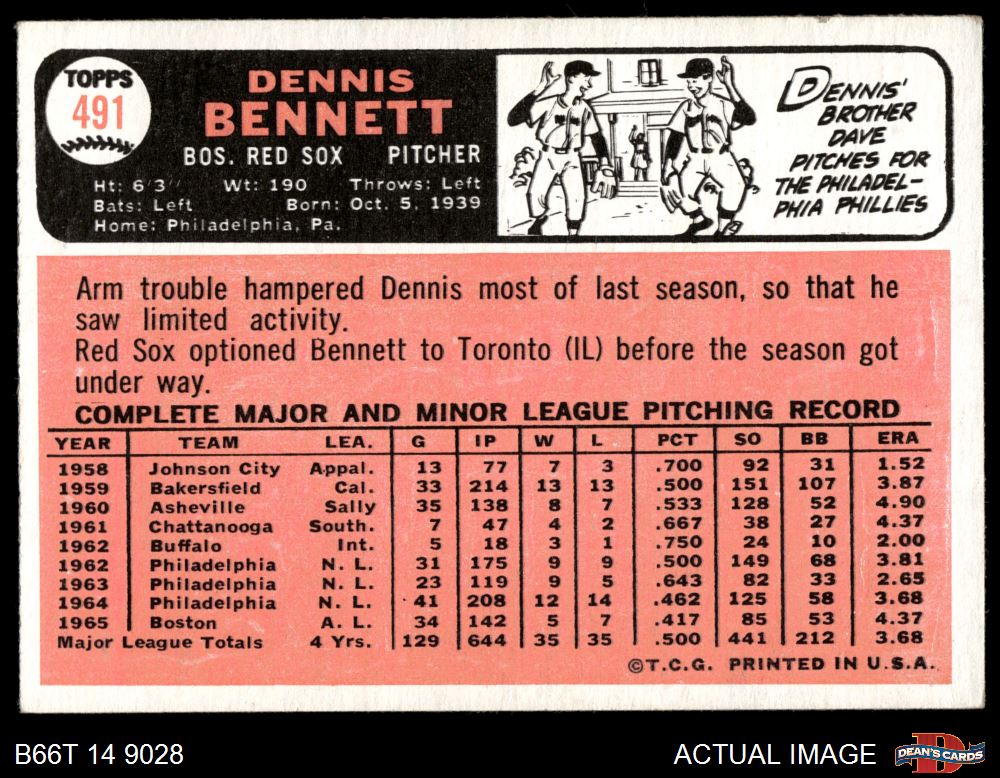 TOPPS
491
DENNIS
BENNETT
BOS. RED SOX PITCHER
Ht: 6'3" Wt: 190 Throws: Left
Bats: Left Born: Oct. 5, 1939
Home: Philadelphia, Pa.
DENNIS'
BROTHER
DAVE
PITCHES FOR
THE PHILADEL-
PHIA PHILLIES
Arm trouble hampered Dennis most of last season, so that he
saw limited activity.
Red Sox optioned Bennett to Toronto (IL) before the season got
under way.
COMPLETE MAJOR AND MINOR LEAGUE PITCHING RECORD
YEAR TEAM LEA. G IP W L PCT SO BB ERA
1958 Johnson City Appal. 13 77 7 3 .700 92 31 1.52
1959 Bakersfield Cal. 33 214 13 13 .500 151 107 3.87
1960 Asheville Sally 35 138 8 7 .533 128 52 4.90
1961 Chattanooga South. 7 47 4 2 .667 38 27 4.37
1962 Buffalo Int. 5 18 3 1 .750 24 10 2.00
1962 Philadelphia N. L. 31 175 9 9 .500 149 68 3.81
1963 Philadelphia N. L. 23 119 9 5 .643 82 33 2.65
1964 Philadelphia N. L. 41 208 12 14 .462 125 58 3.68
1965 Boston A. L. 34 142 5 7 .417 85 53 4.37
Major League Totals 4 Yrs. 129 644 35 35 .500 441 212 3.68
©T.C.G. PRINTED IN U.S.A.
B66T 14 9028
ACTUAL IMAGE
DEAN'S CARDS